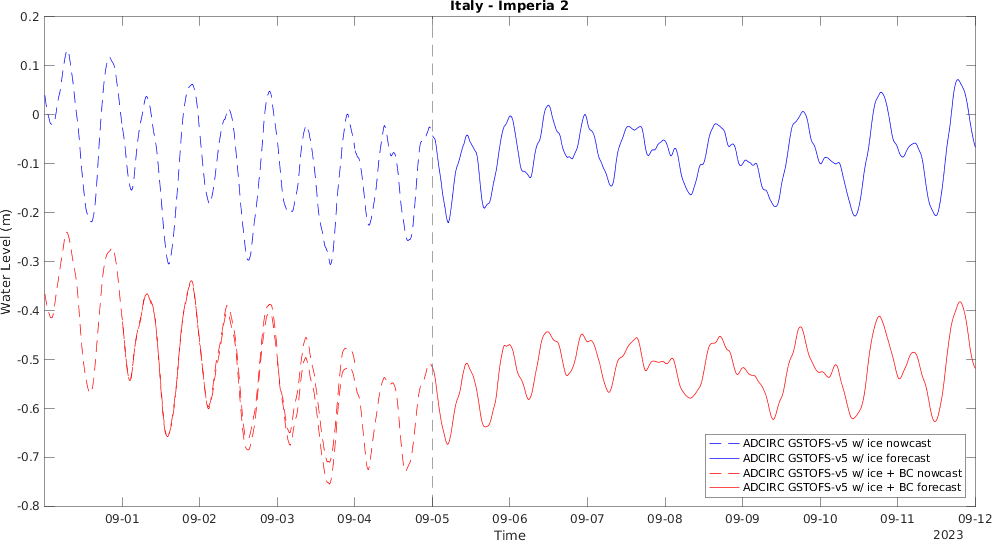 Italy - Imperia 2
Water Level (m)
0.2
0.1
0
-0.1
-0.2
-0.3
-0.4
-0.5
-0.6
-0.7
-0.8
ADCIRC GSTOFS-v5 w/ ice nowcast
ADCIRC GSTOFS-v5 w/ ice forecast
ADCIRC GSTOFS-v5 w/ ice + BC nowcast
ADCIRC GSTOFS-v5 w/ ice + BC forecast
09-01 09-02 09-03 09-04 09-05 09-06 09-07 09-08 09-09 09-10 09-11 09-12
Time
2023